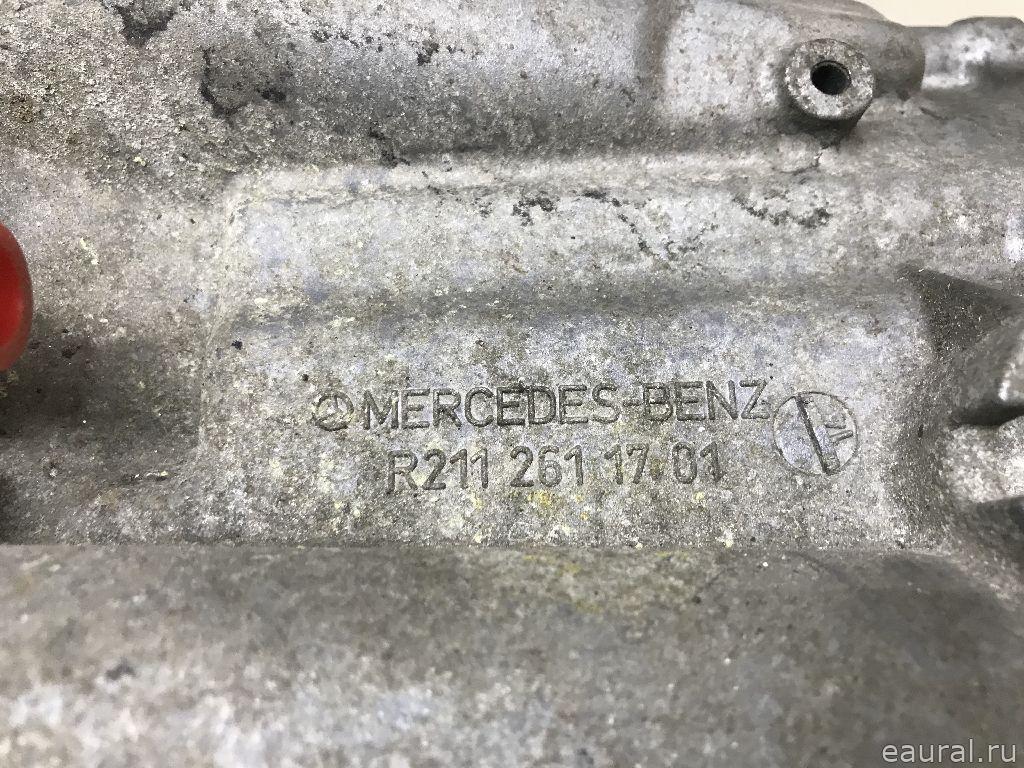 MERCEDES-BENZ
R211 261 17 01
eaural.ru